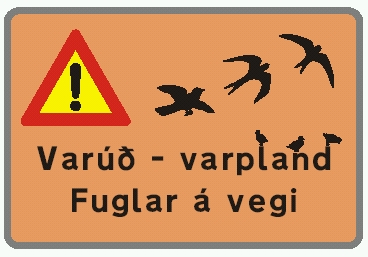 Varúð - varpland
Fuglar á vegi